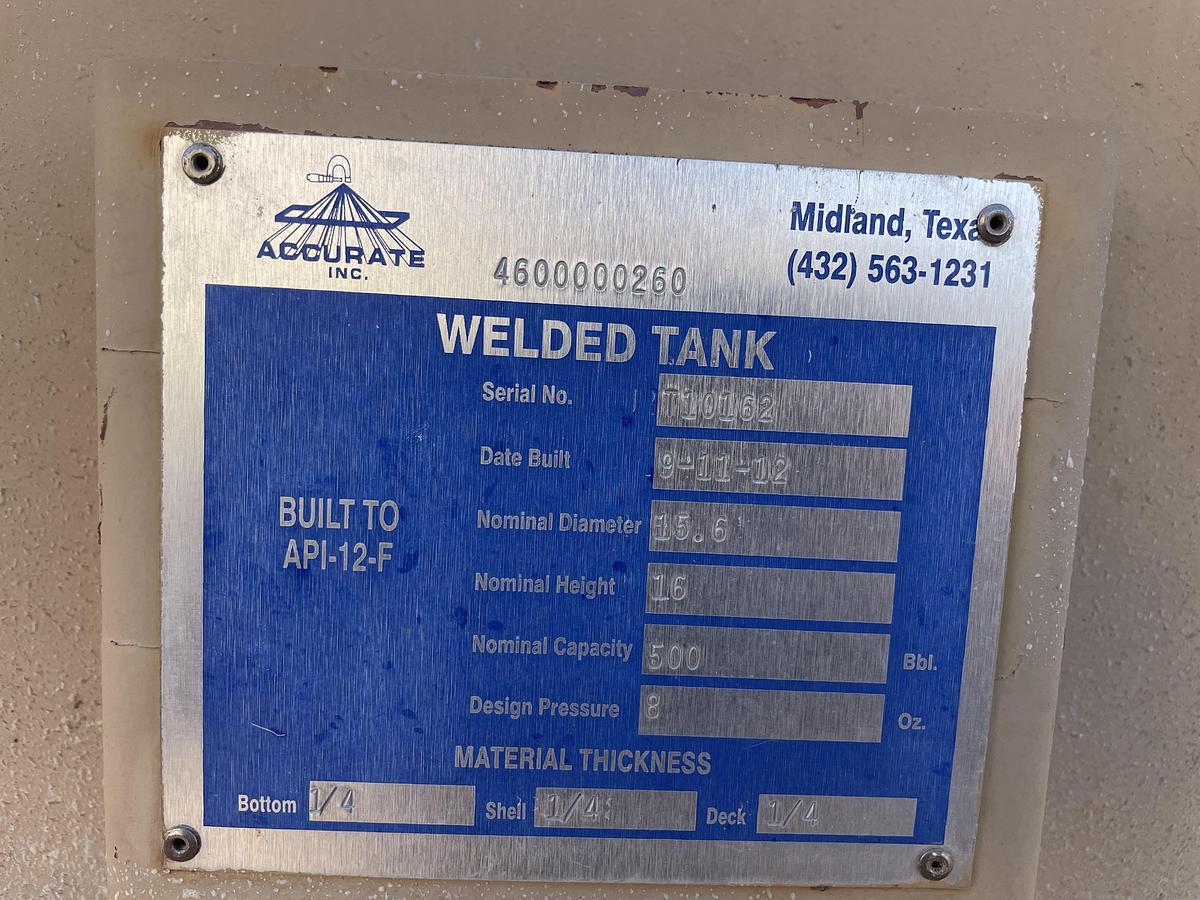 Midland, Texa
ACCURATE
INC.
(432) 563-1231
4600000260
WELDED TANK
Serial No. T10162
Date Built 9-11-12
BUILT TO
API-12-F
Nominal Diameter 15.6'
Nominal Height 16
Nominal Capacity 500 Bbl.
Design Pressure 8 Oz.
MATERIAL THICKNESS
Bottom 1/4 Shell 1/4 Deck 1/4